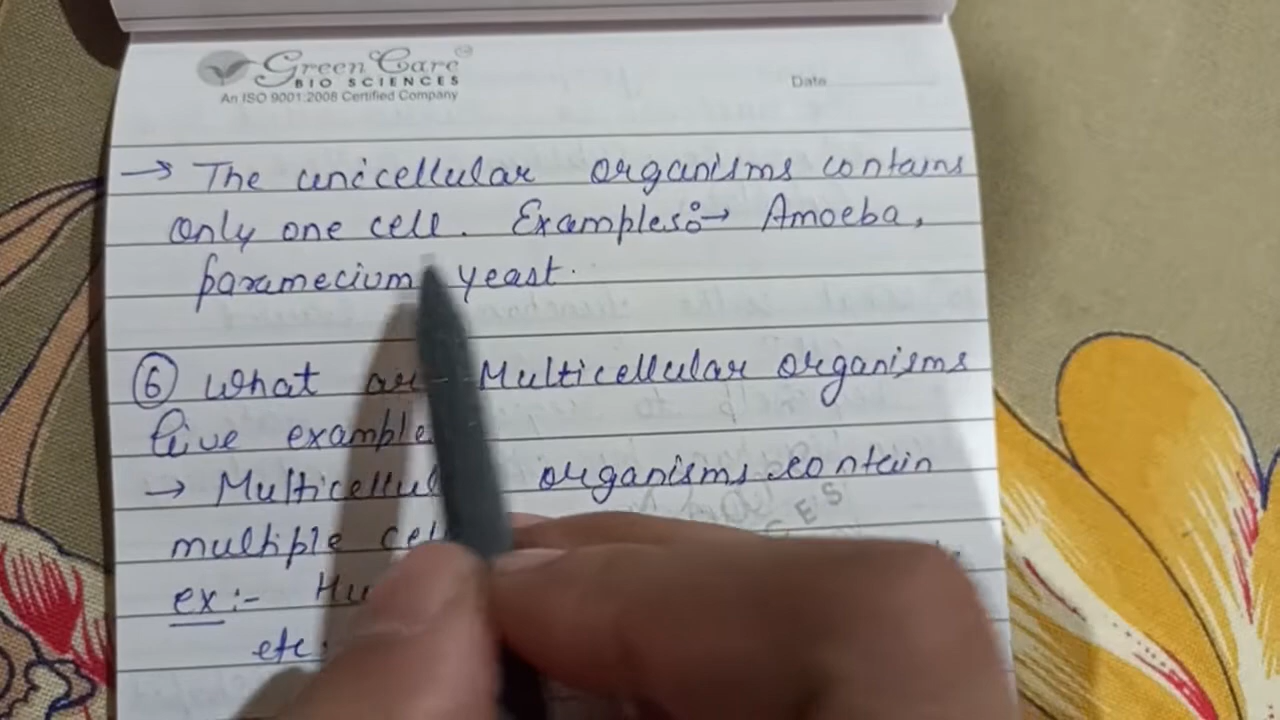 Green Care
BIO SCIENCES
An ISO 9001:2008 Certified Company
Date
→ The unicellular organisms contains
only one cell. Examples:→ Amoeba,
paramecium yeast.
⑥ What are Multicellular organisms
Give example
→ organisms contain
multiple
ex:-
etc.